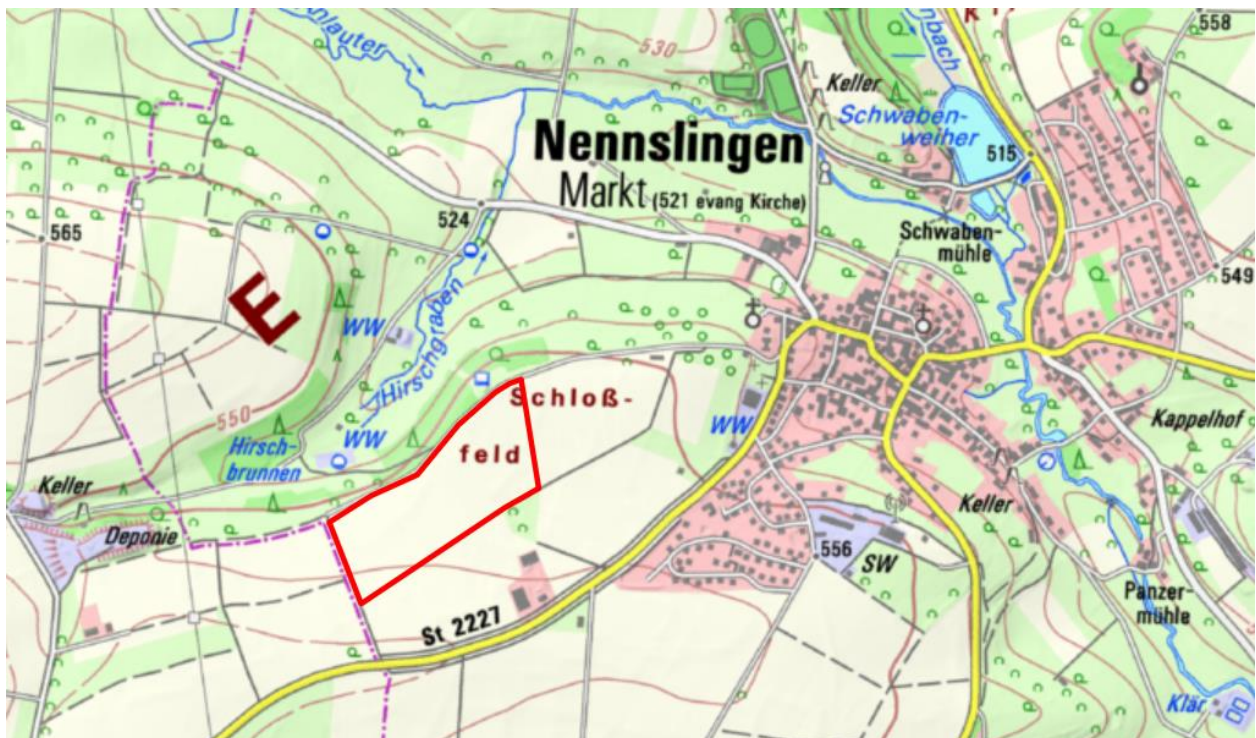 530
558
Keller
Schwaben-
weiher
515
Nennslingen
Markt (521 evang Kirche)
524
565
Schwaben-
mühle
549
E
WW
Hirschgraben
550
Schloß-
feld
WW
WW
Hirsch-
brunnen
Kappelhof
Keller
Deponie
Keller
556
SW
St 2227
Panzer-
mühle
Klär